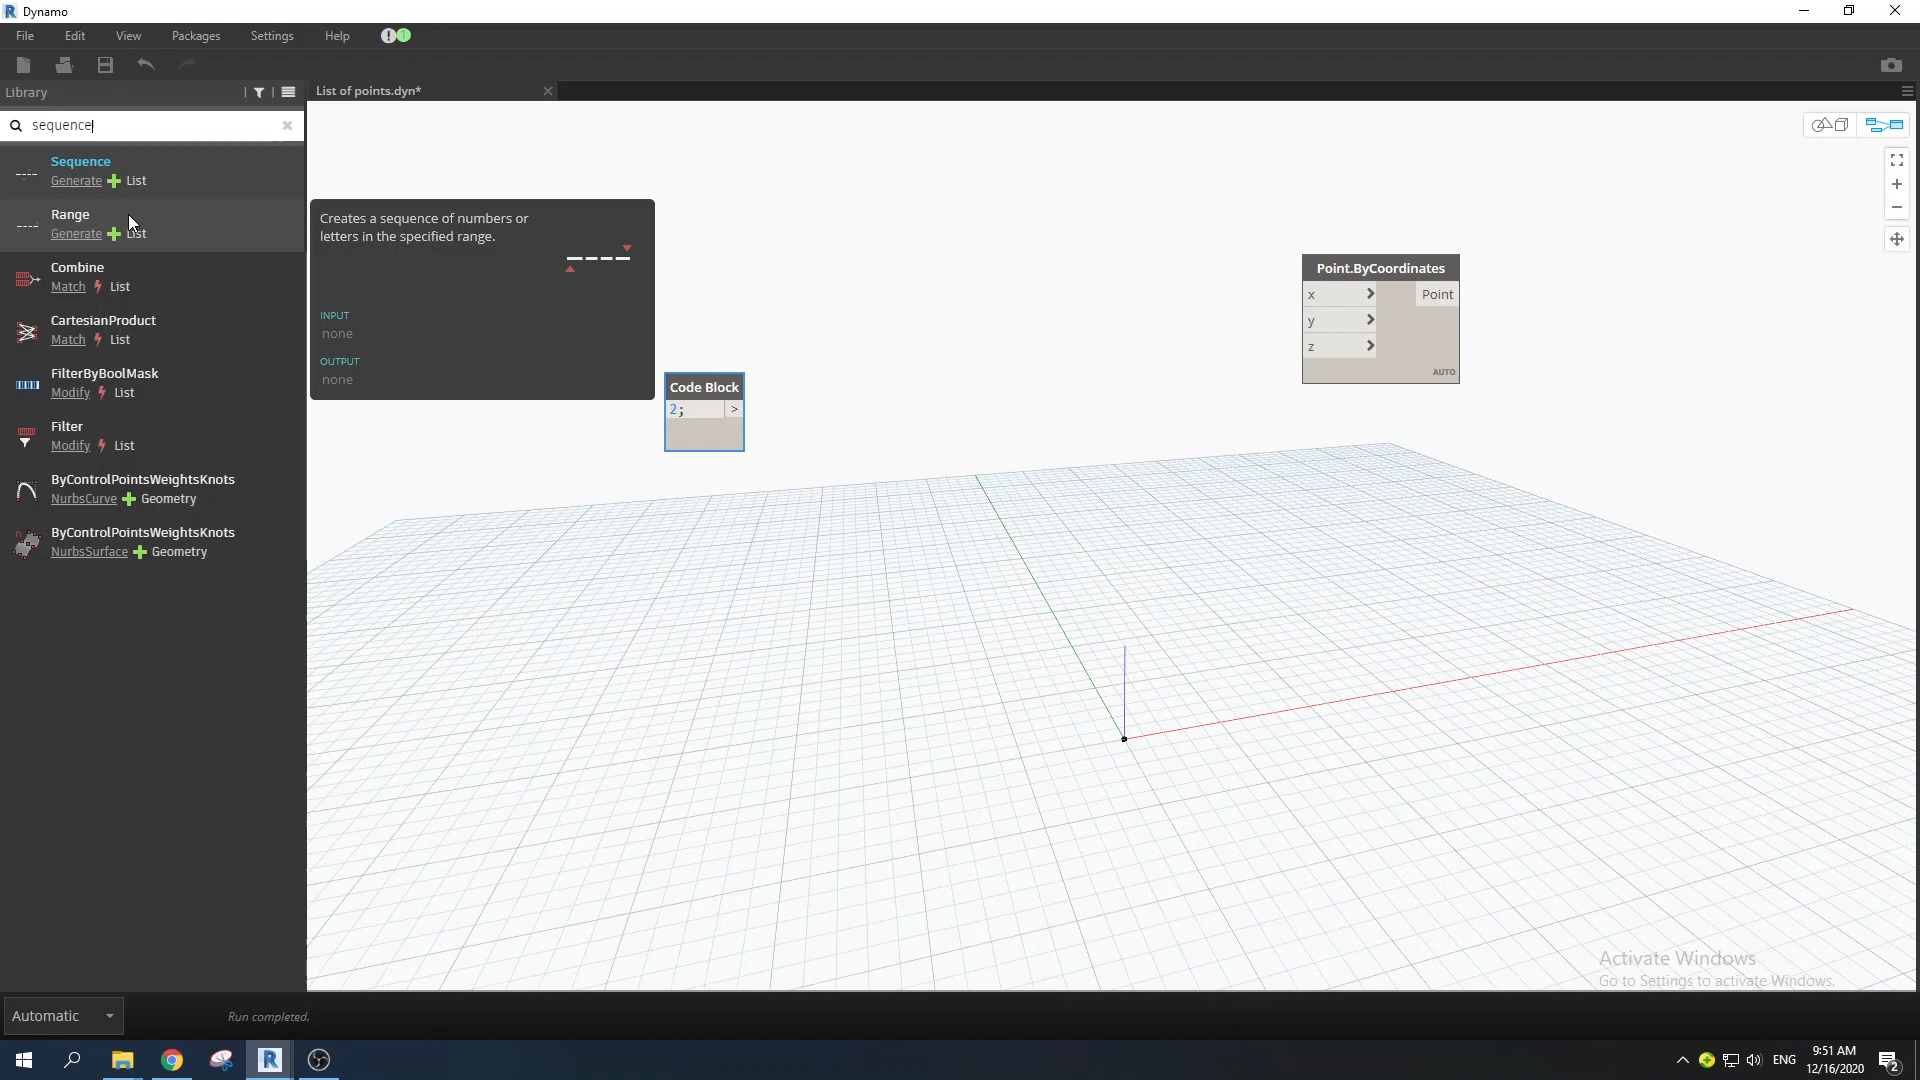 Dynamo
File Edit View Packages Settings Help ! 1
Library
List of points.dyn*
sequence
Sequence
Generate List
Range
Generate List
Combine
Match List
CartesianProduct
Match List
FilterByBoolMask
Modify List
Filter
Modify List
ByControlPointsWeightsKnots
NurbsCurve Geometry
ByControlPointsWeightsKnots
NurbsSurface Geometry
Creates a sequence of numbers or
letters in the specified range.
INPUT
none
OUTPUT
none
Code Block
2; >
Point.ByCoordinates
x Point
y
z
AUTO
Activate Windows
Go to Settings to activate Windows.
Automatic Run completed.
ENG
9:51 AM
12/16/2020
2